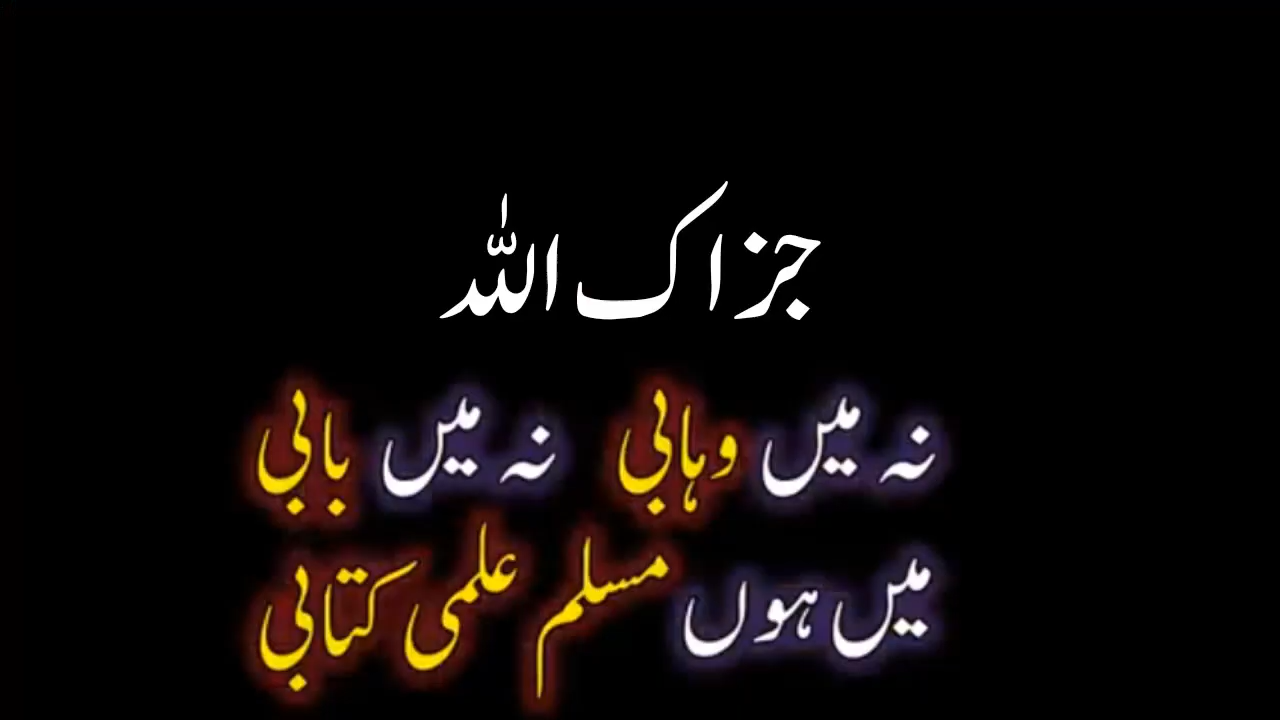 جزاک اللہ
نہ میں وہابی نہ میں بابی
میں ہوں مسلم علمی کتابی